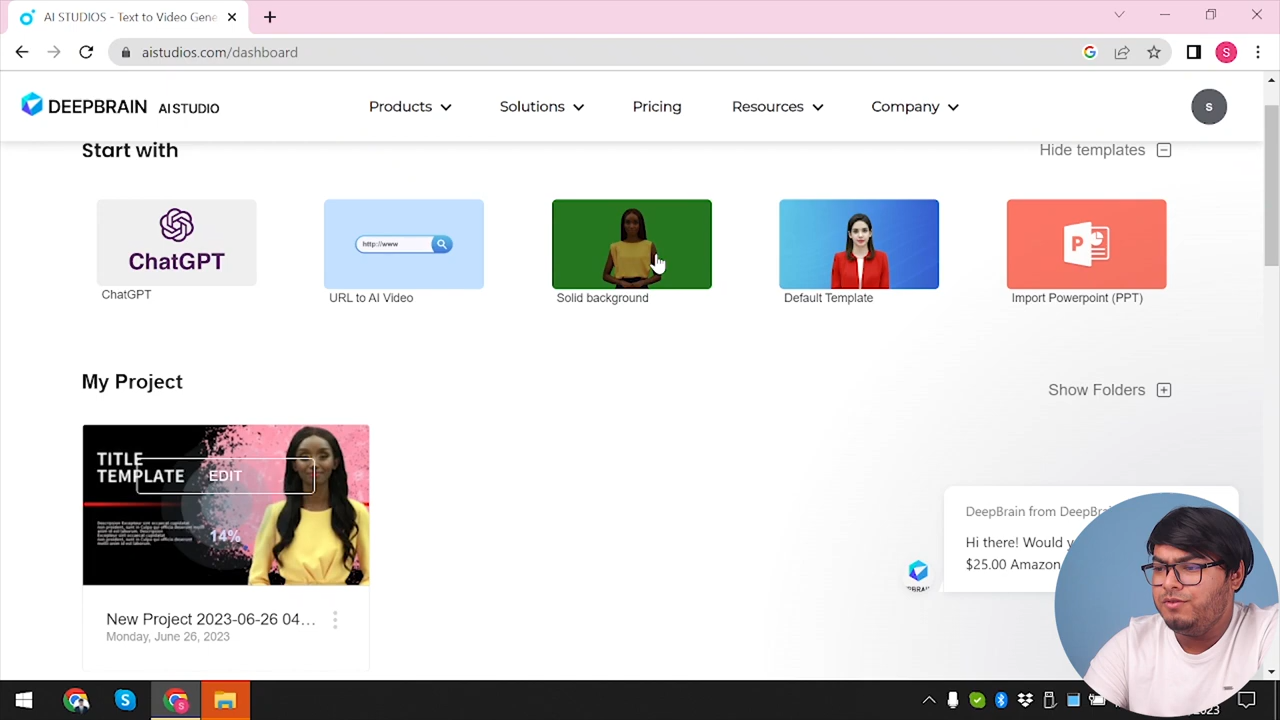 AI STUDIOS - Text to Video Gene
aistudios.com/dashboard
DEEPBRAIN AI STUDIO
Products
Solutions
Pricing
Resources
Company
S
Start with
Hide templates
ChatGPT
http://www
ChatGPT
URL to AI Video
Solid background
Default Template
Import Powerpoint (PPT)
My Project
Show Folders
TITLE
TEMPLATE
EDIT
14%
DeepBrain from DeepBrai
Hi there! Would y
$25.00 Amazon
New Project 2023-06-26 04...
Monday, June 26, 2023